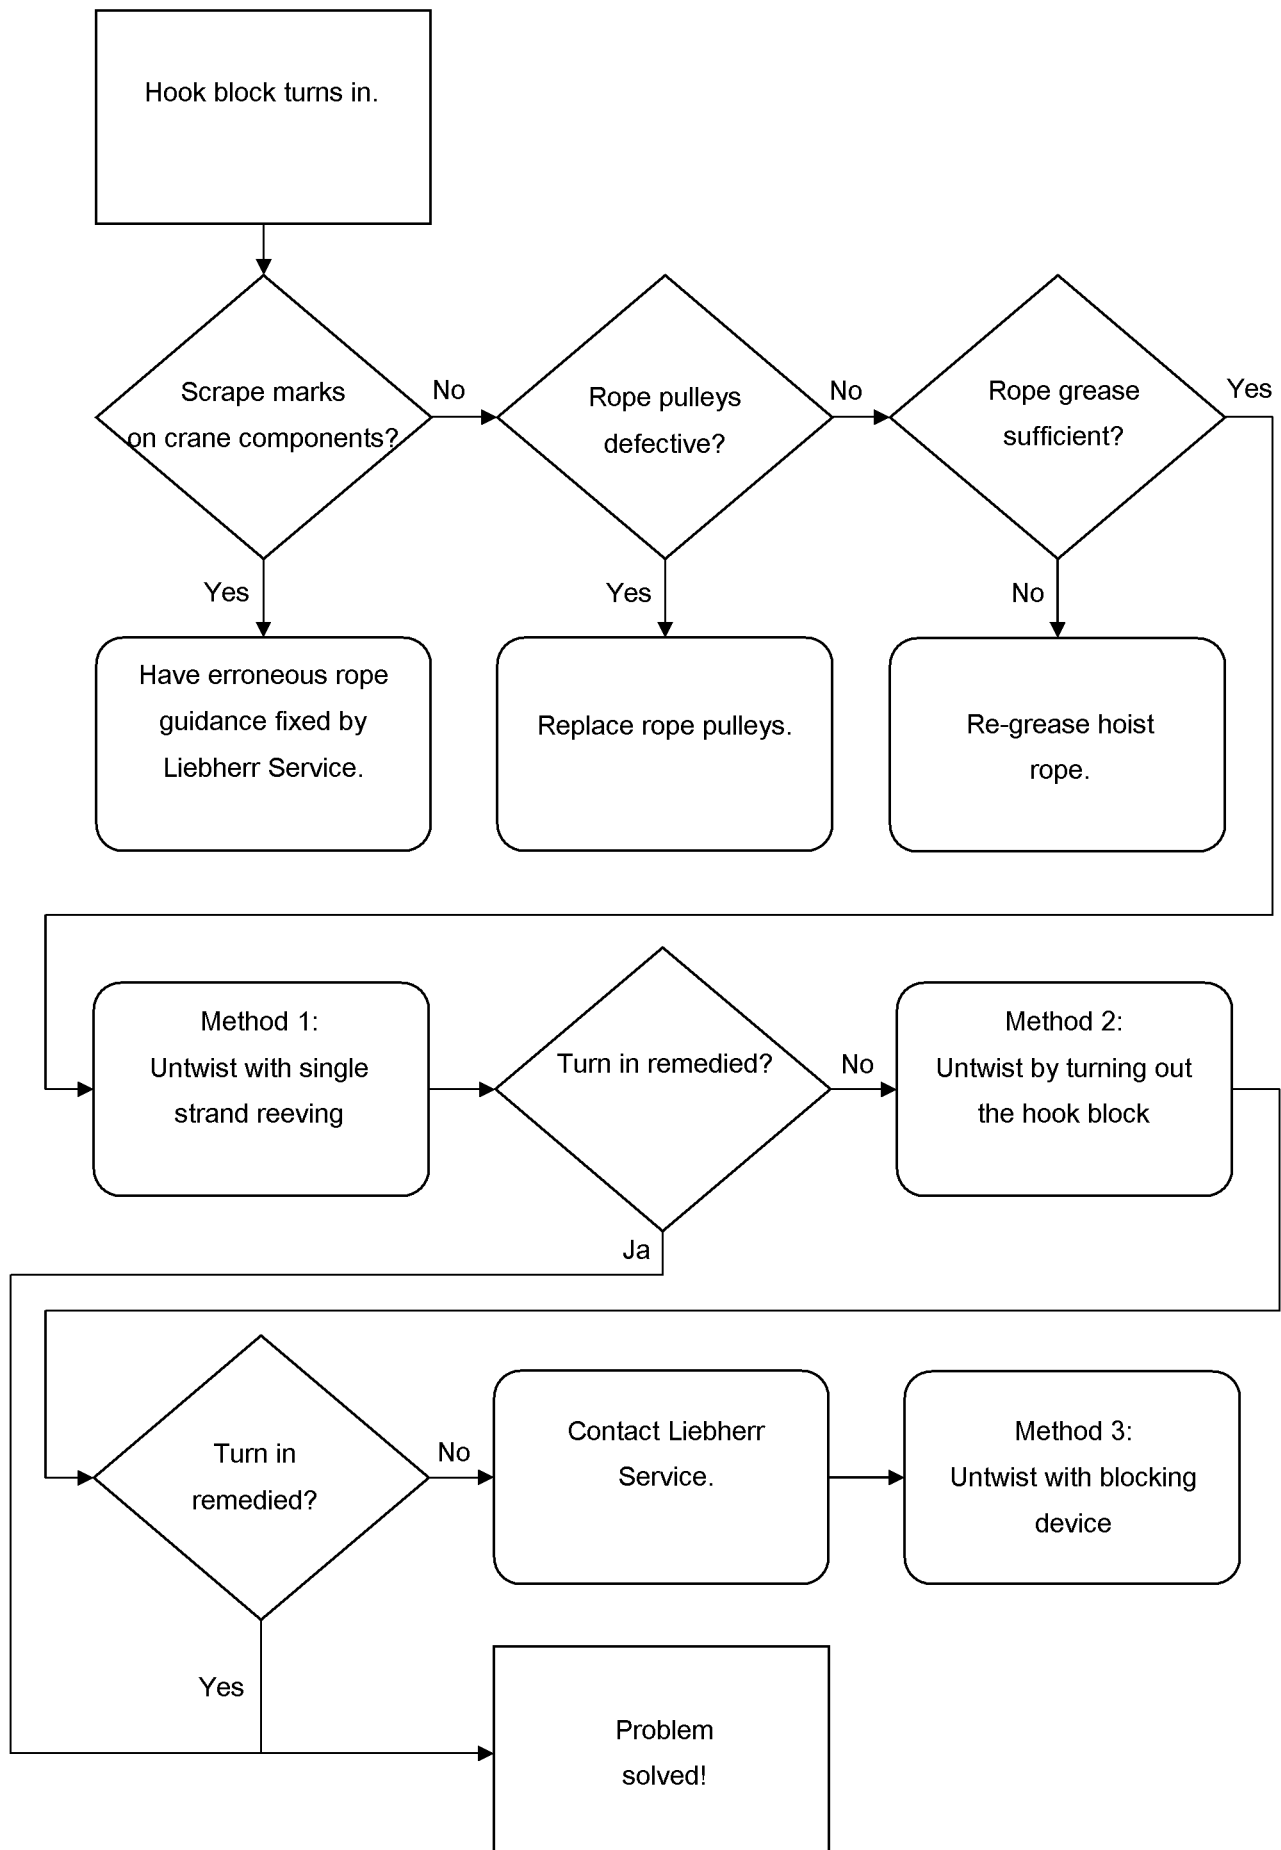 Hook block turns in.
Scrape marks
on crane components?
No
Rope pulleys
defective?
No
Rope grease
sufficient?
Yes
Yes
Yes
No
Have erroneous rope
guidance fixed by
Liebherr Service.
Replace rope pulleys.
Re-grease hoist
rope.
Method 1:
Untwist with single
strand reeving
Turn in remedied?
No
Method 2:
Untwist by turning out
the hook block
Ja
Turn in
remedied?
No
Contact Liebherr
Service.
Method 3:
Untwist with blocking
device
Yes
Problem
solved!